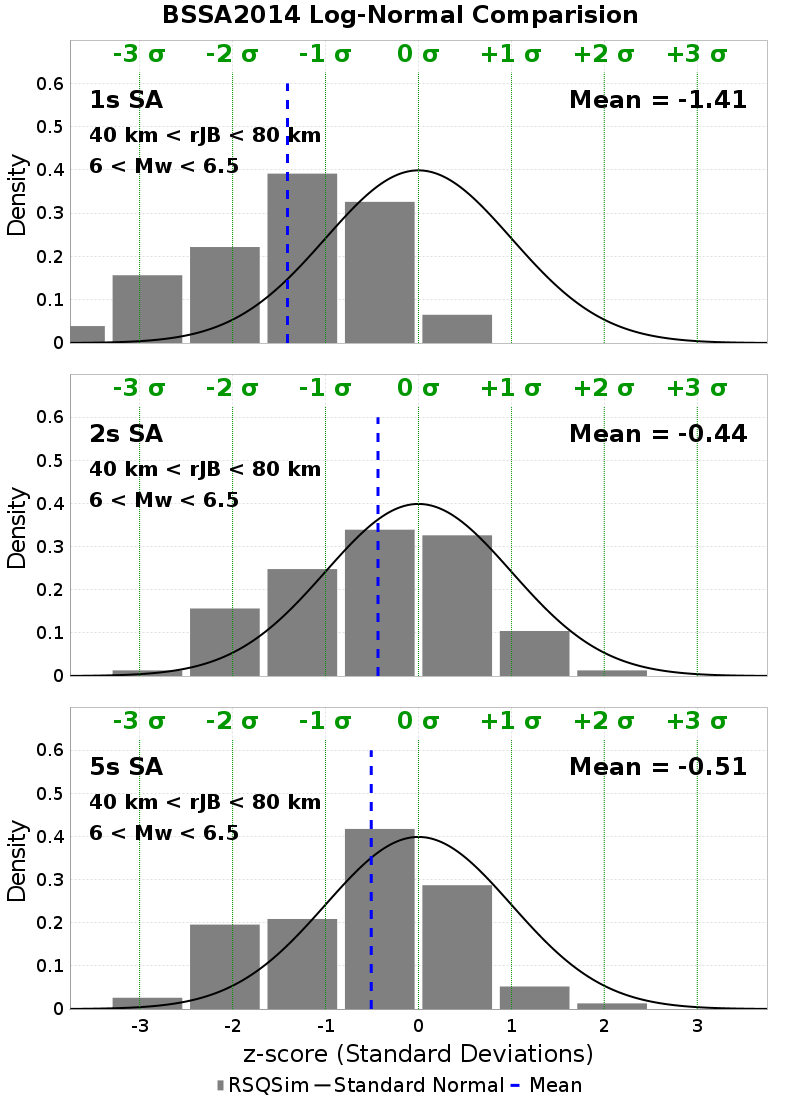 BSSA2014 Log-Normal Comparision
-3 σ -2 σ -1 σ 0 σ +1 σ +2 σ +3 σ
0.6
1s SA Mean = -1.41
0.5
40 km < rJB < 80 km
6 < Mw < 6.5
0.4
Density
0.3
0.2
0.1
0
-3 σ -2 σ -1 σ 0 σ +1 σ +2 σ +3 σ
0.6
2s SA Mean = -0.44
0.5
40 km < rJB < 80 km
6 < Mw < 6.5
0.4
Density
0.3
0.2
0.1
0
-3 σ -2 σ -1 σ 0 σ +1 σ +2 σ +3 σ
0.6
5s SA Mean = -0.51
0.5
40 km < rJB < 80 km
6 < Mw < 6.5
0.4
Density
0.3
0.2
0.1
0
-3 -2 -1 0 1 2 3
z-score (Standard Deviations)
RSQSim Standard Normal Mean